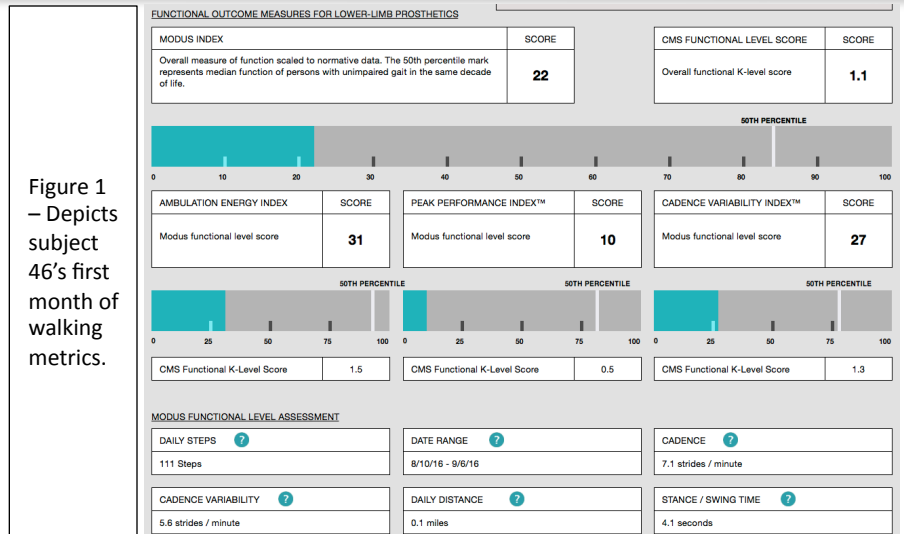 Figure 1
– Depicts
subject
46's first
month of
walking
metrics.
FUNCTIONAL OUTCOME MEASURES FOR LOWER-LIMB PROSTHETICS
MODUS INDEX SCORE
Overall measure of function scaled to normative data. The 50th percentile mark
represents median function of persons with unimpaired gait in the same decade
of life.
22
CMS FUNCTIONAL LEVEL SCORE SCORE
Overall functional K-level score 1.1
50TH PERCENTILE
0 10 20 30 40 50 60 70 80 90 100
AMBULATION ENERGY INDEX SCORE
Modus functional level score 31
PEAK PERFORMANCE INDEX™ SCORE
Modus functional level score 10
CADENCE VARIABILITY INDEX™ SCORE
Modus functional level score 27
50TH PERCENTILE 50TH PERCENTILE 50TH PERCENTILE
0 25 50 75 100 0 25 50 75 100 0 25 50 75 100
CMS Functional K-Level Score 1.5
CMS Functional K-Level Score 0.5
CMS Functional K-Level Score 1.3
MODUS FUNCTIONAL LEVEL ASSESSMENT
DAILY STEPS ?
111 Steps
DATE RANGE ?
8/10/16 - 9/6/16
CADENCE ?
7.1 strides / minute
CADENCE VARIABILITY ?
5.6 strides / minute
DAILY DISTANCE ?
0.1 miles
STANCE / SWING TIME ?
4.1 seconds